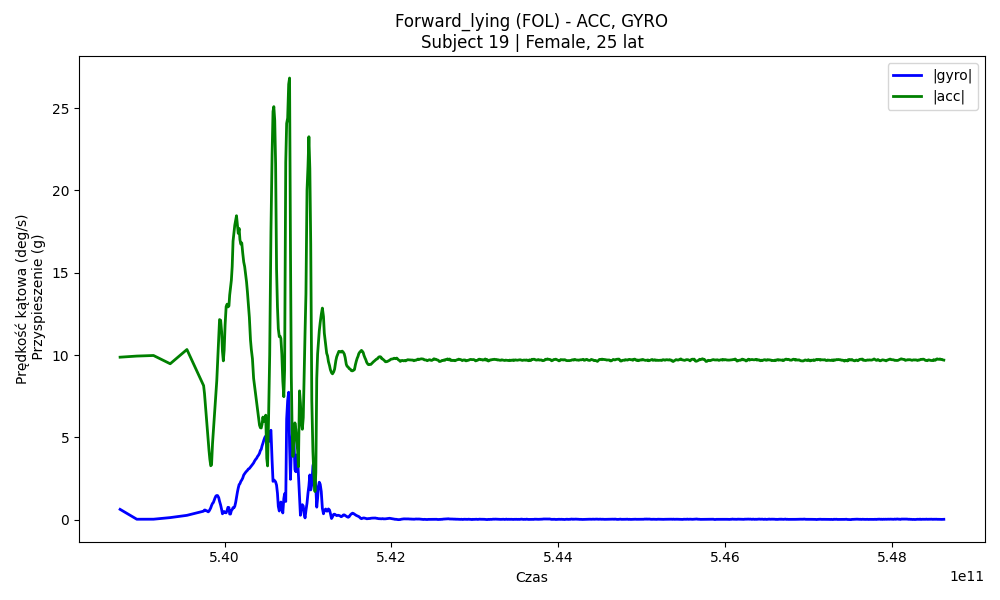 Forward_lying (FOL) - ACC, GYRO
Subject 19 | Female, 25 lat
|gyro|
|acc|
25
20
15
10
5
0
Prędkość kątowa (deg/s)
Przyspieszenie (g)
5.40
5.42
5.44
5.46
5.48
1e11
Czas